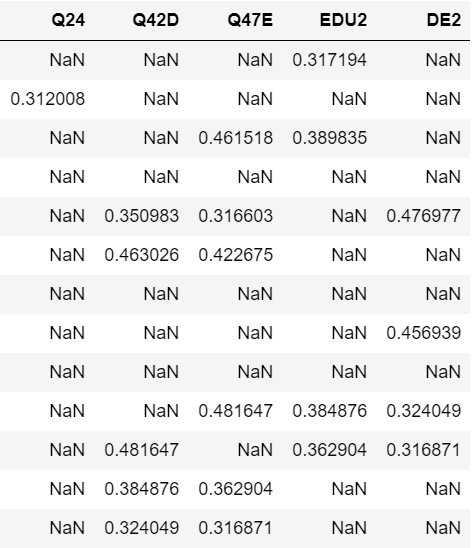 Q24 Q42D Q47E EDU2 DE2
NaN NaN NaN 0.317194 NaN
0.312008 NaN NaN NaN NaN
NaN NaN 0.461518 0.389835 NaN
NaN NaN NaN NaN NaN
NaN 0.350983 0.316603 NaN 0.476977
NaN 0.463026 0.422675 NaN NaN
NaN NaN NaN NaN NaN
NaN NaN NaN NaN 0.456939
NaN NaN NaN NaN NaN
NaN NaN 0.481647 0.384876 0.324049
NaN 0.481647 NaN 0.362904 0.316871
NaN 0.384876 0.362904 NaN NaN
NaN 0.324049 0.316871 NaN NaN